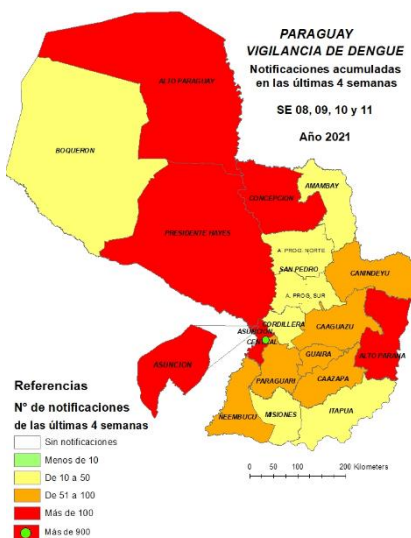 PARAGUAY
VIGILANCIA DE DENGUE
Notificaciones acumuladas
en las últimas 4 semanas
SE 08, 09, 10 y 11
Año 2021
ALTO PARAGUAY
BOQUERON
AMAMBAY
CONCEPCION
PRESIDENTE HAYES
A. PROG. NORTE
SAN PEDRO
CANINDEYU
A. PROG. SUR
CORDILLERA
CAAGUAZU
ASUNCION
CENTRAL
ALTO PARANA
GUAIRA
ASUNCION
PARAGUARI
CAAZAPA
ÑEEMBUCU
MISIONES
ITAPUA
Referencias
N° de notificaciones
de las últimas 4 semanas
Sin notificaciones
Menos de 10
De 10 a 50
De 51 a 100
Más de 100
Más de 900
0 50 100 200 Kilometers